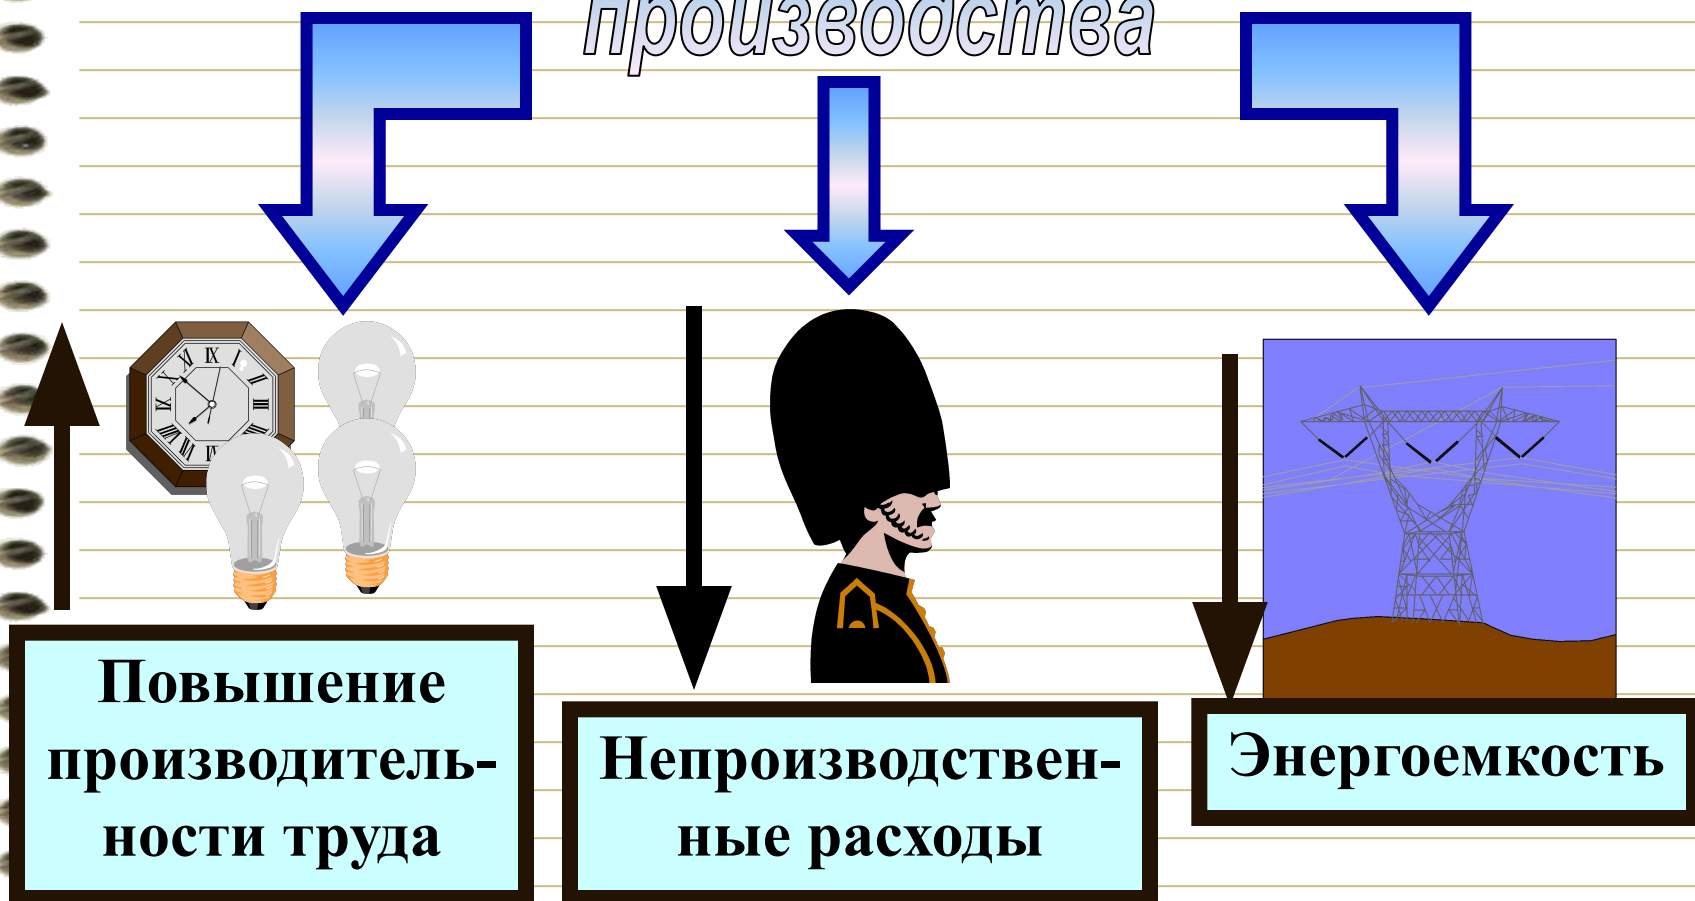 производства
Повышение
производитель-
ности труда
Непроизводствен-
ные расходы
Энергоемкость